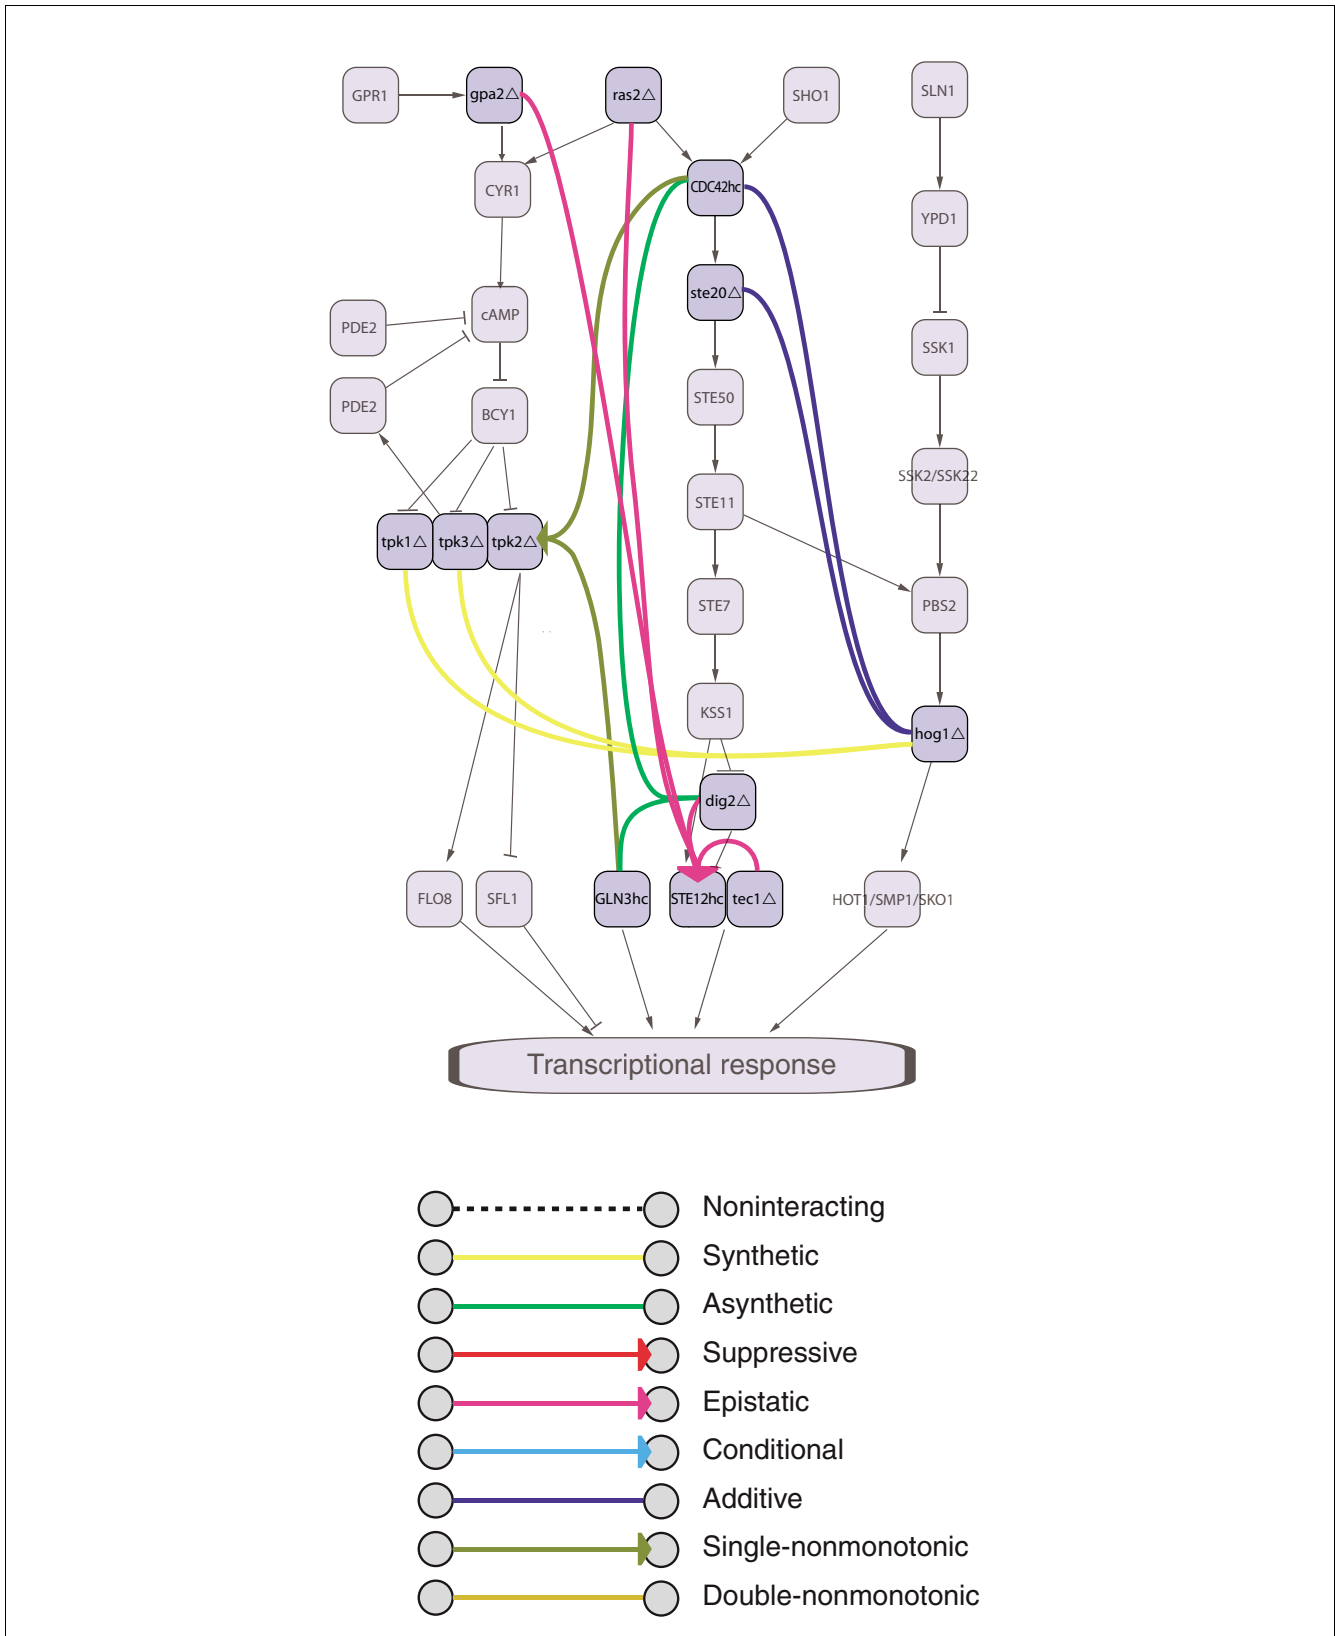 GPR1
gpa2△
ras2△
SHO1
SLN1
CYR1
CDC42hc
YPD1
ste20△
PDE2
cAMP
SSK1
PDE2
BCY1
STE50
SSK2/SSK22
STE11
tpk1△
tpk3△
tpk2△
STE7
PBS2
KSS1
hog1△
dig2△
FLO8
SFL1
GLN3hc
STE12hc
tec1△
HOT1/SMP1/SKO1
Transcriptional response
Noninteracting
Synthetic
Asynthetic
Suppressive
Epistatic
Conditional
Additive
Single-nonmonotonic
Double-nonmonotonic